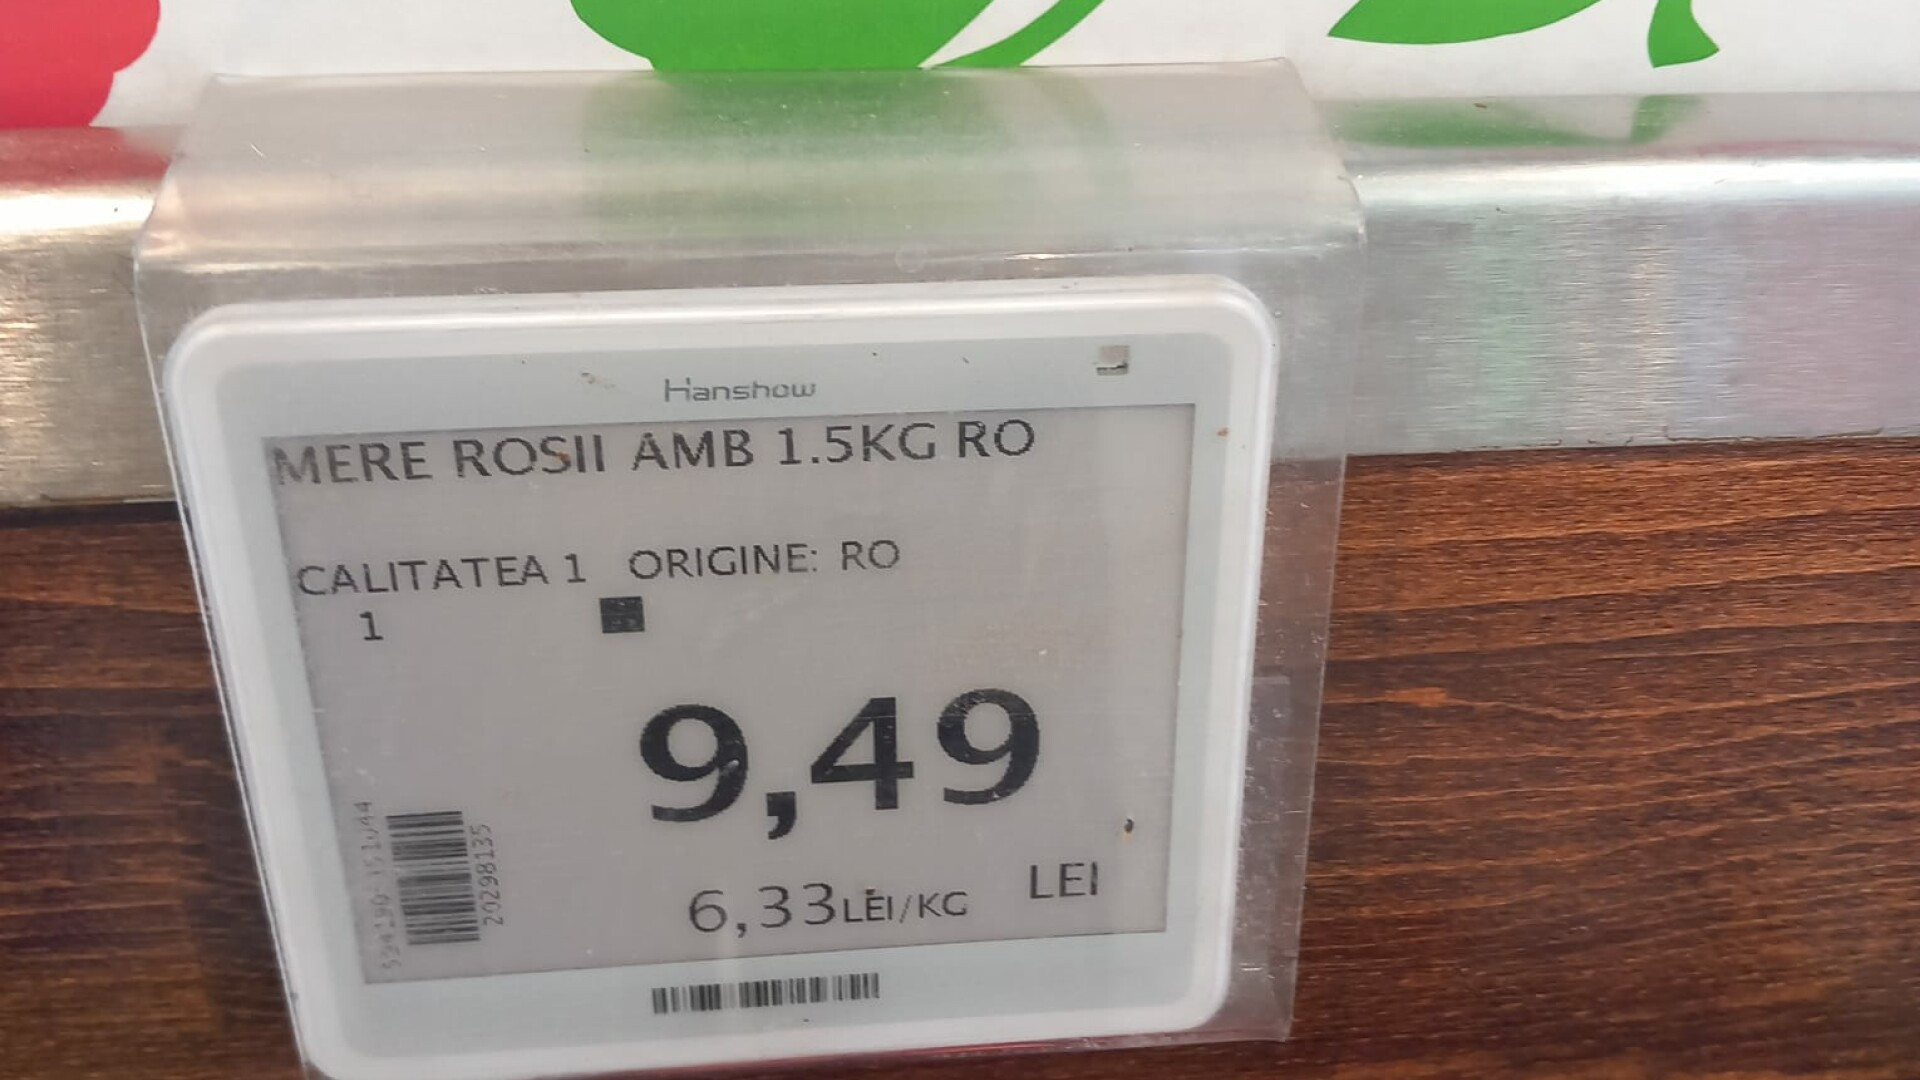 Hanshow
MERE ROSII AMB 1.5KG RO
CALITATEA 1 ORIGINE: RO
1
9,49
LEI
6,33LEI/KG
20298135